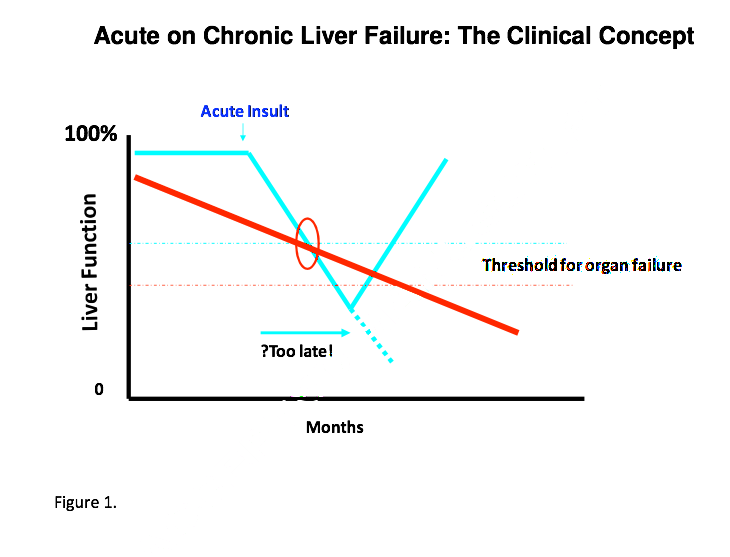 Acute on Chronic Liver Failure: The Clinical Concept
Acute Insult
100%
Liver Function
Threshold for organ failure
?Too late!
0
Months
Figure 1.